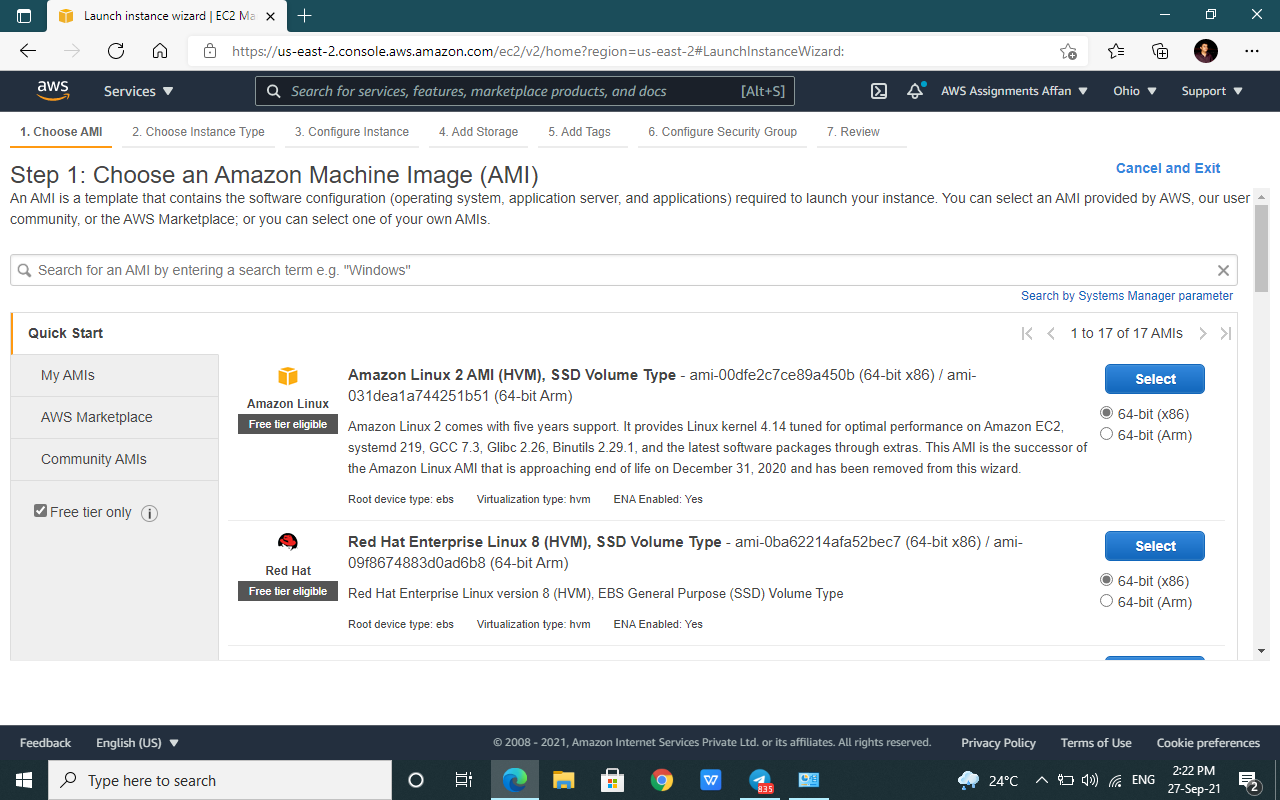 Launch instance wizard | EC2 Ma
https://us-east-2.console.aws.amazon.com/ec2/v2/home?region=us-east-2#LaunchInstanceWizard:
aws Services Search for services, features, marketplace products, and docs [Alt+S] AWS Assignments Affan Ohio Support
1. Choose AMI 2. Choose Instance Type 3. Configure Instance 4. Add Storage 5. Add Tags 6. Configure Security Group 7. Review
Step 1: Choose an Amazon Machine Image (AMI) Cancel and Exit
An AMI is a template that contains the software configuration (operating system, application server, and applications) required to launch your instance. You can select an AMI provided by AWS, our user
community, or the AWS Marketplace; or you can select one of your own AMIs.
Search for an AMI by entering a search term e.g. "Windows"
Search by Systems Manager parameter
Quick Start 1 to 17 of 17 AMIs
My AMIs
AWS Marketplace
Community AMIs
Free tier only
Amazon Linux
Free tier eligible
Amazon Linux 2 AMI (HVM), SSD Volume Type - ami-00dfe2c7ce89a450b (64-bit x86) / ami-
031dea1a744251b51 (64-bit Arm)
Amazon Linux 2 comes with five years support. It provides Linux kernel 4.14 tuned for optimal performance on Amazon EC2,
systemd 219, GCC 7.3, Glibc 2.26, Binutils 2.29.1, and the latest software packages through extras. This AMI is the successor of
the Amazon Linux AMI that is approaching end of life on December 31, 2020 and has been removed from this wizard.
Root device type: ebs Virtualization type: hvm ENA Enabled: Yes
Select
64-bit (x86)
64-bit (Arm)
Red Hat
Free tier eligible
Red Hat Enterprise Linux 8 (HVM), SSD Volume Type - ami-0ba62214afa52bec7 (64-bit x86) / ami-
09f8674883d0ad6b8 (64-bit Arm)
Red Hat Enterprise Linux version 8 (HVM), EBS General Purpose (SSD) Volume Type
Root device type: ebs Virtualization type: hvm ENA Enabled: Yes
Select
64-bit (x86)
64-bit (Arm)
Feedback English (US) © 2008 - 2021, Amazon Internet Services Private Ltd. or its affiliates. All rights reserved. Privacy Policy Terms of Use Cookie preferences
Type here to search 835 24°C ENG 2:22 PM
27-Sep-21 2